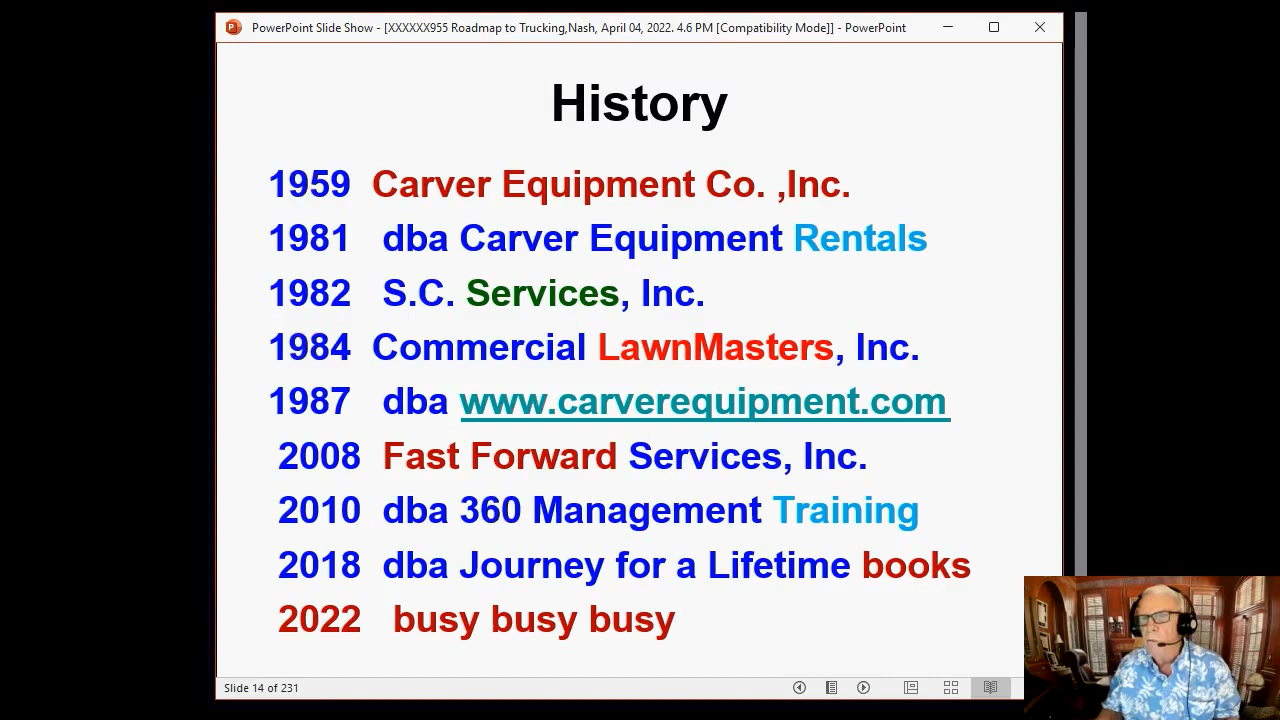 PowerPoint Slide Show - [XXXXXX955 Roadmap to Trucking,Nash, April 04, 2022. 4.6 PM [Compatibility Mode]] - PowerPoint
History
1959 Carver Equipment Co. ,Inc.
1981 dba Carver Equipment Rentals
1982 S.C. Services, Inc.
1984 Commercial LawnMasters, Inc.
1987 dba www.carverequipment.com
2008 Fast Forward Services, Inc.
2010 dba 360 Management Training
2018 dba Journey for a Lifetime books
2022 busy busy busy
Slide 14 of 231